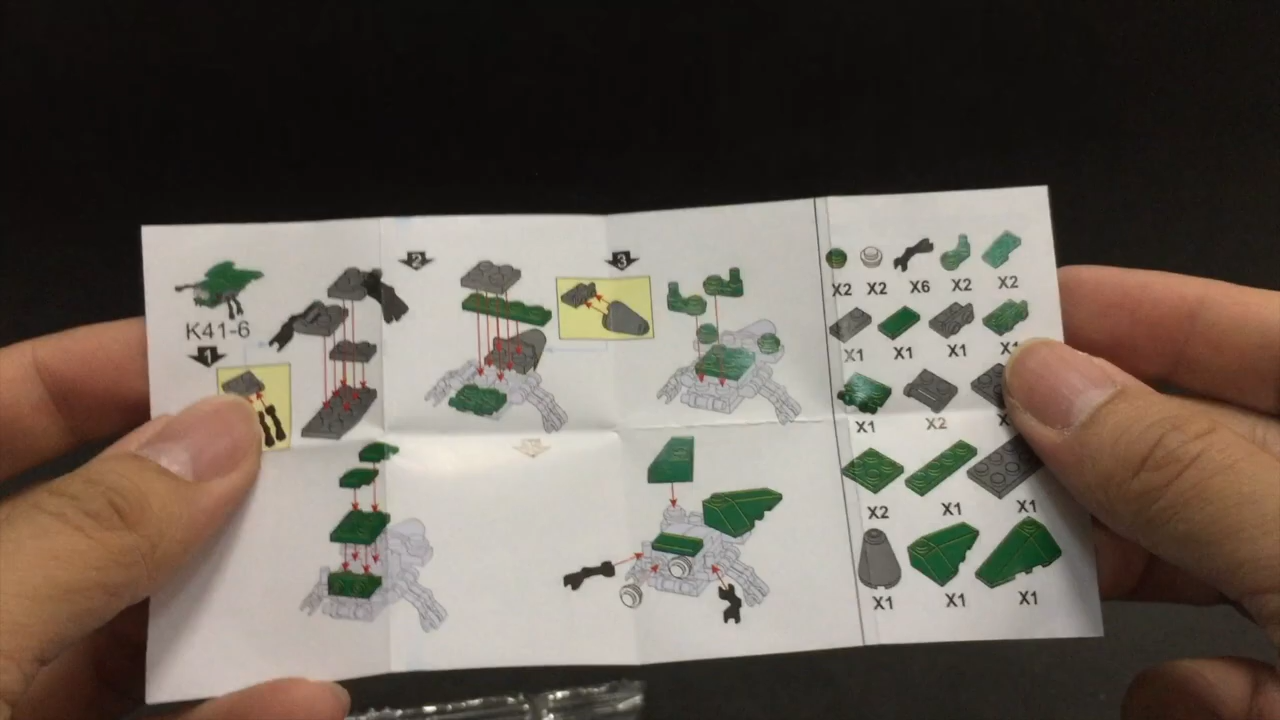 K41-6
1
2
3
X2 X2 X6 X2 X2
X1 X1 X1 X1
X1 X2
X2 X1 X1
X1 X1 X1